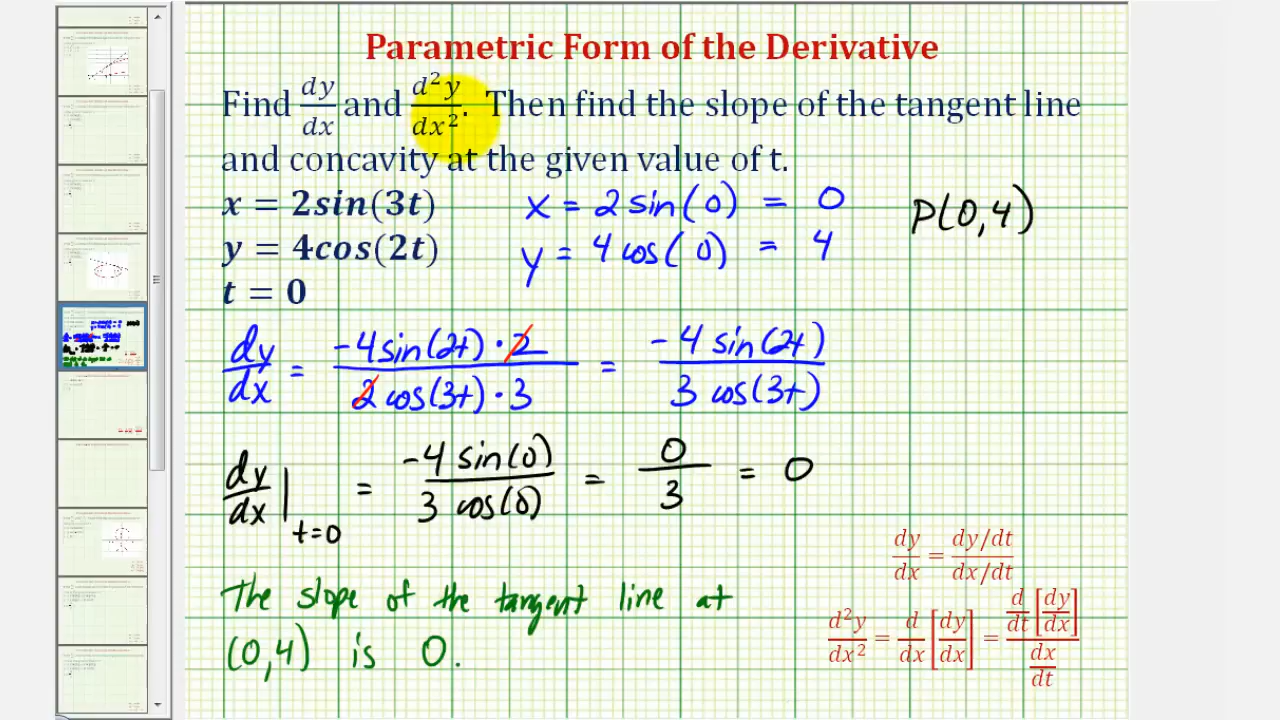 Parametric Form of the Derivative
Find dy/dx and d²y/dx². Then find the slope of the tangent line
and concavity at the given value of t.
x = 2sin(3t)
y = 4cos(2t)
t = 0
x = 2 sin(0) = 0
y = 4 cos(0) = 4
P(0,4)
dy/dx = -4sin(2t)·2 / 2cos(3t)·3 = -4 sin(2t) / 3 cos(3t)
dy/dx | t=0 = -4 sin(0) / 3 cos(0) = 0/3 = 0
The slope of the tangent line at
(0,4) is 0.
dy/dx = dy/dt / dx/dt
d²y/dx² = d/dx [dy/dx] = d/dt [dy/dx] / dx/dt